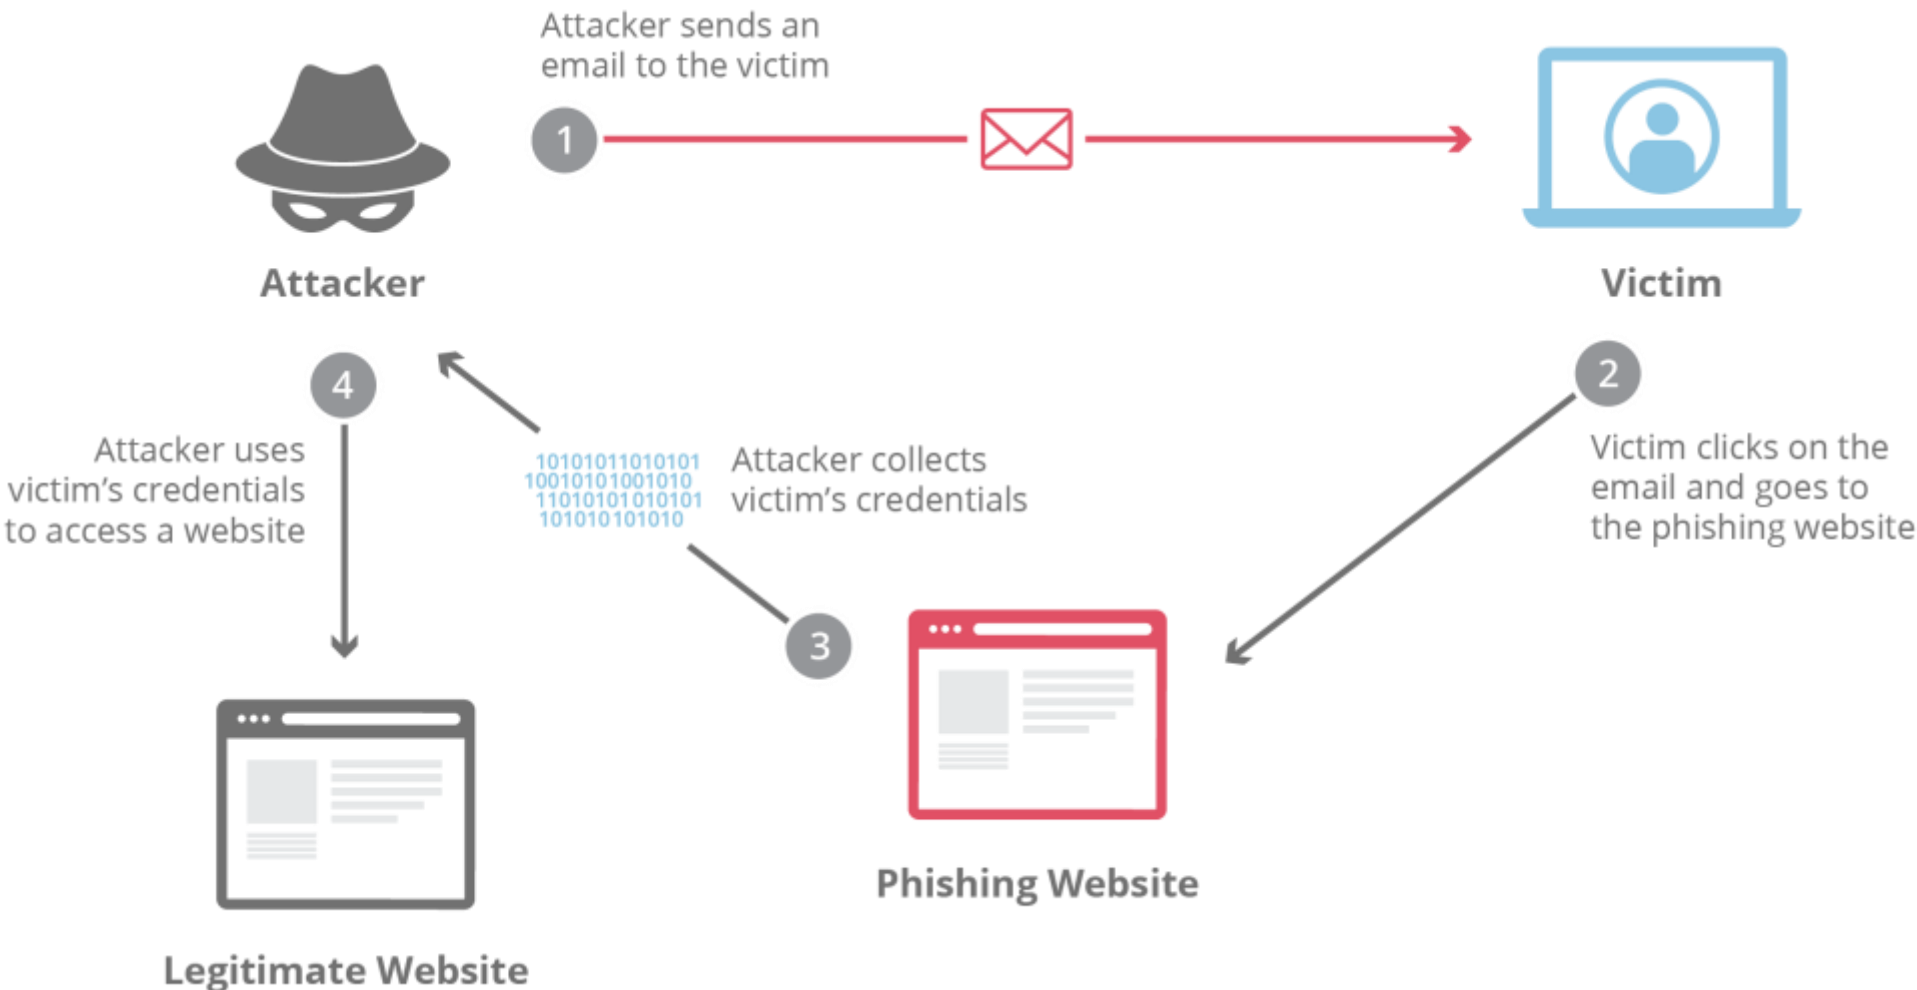 Attacker sends an
email to the victim
1
Attacker
Victim
4
2
Attacker uses
victim's credentials
to access a website
10101011010101
10010101001010
11010101010101
101010101010
Attacker collects
victim's credentials
Victim clicks on the
email and goes to
the phishing website
3
Phishing Website
Legitimate Website